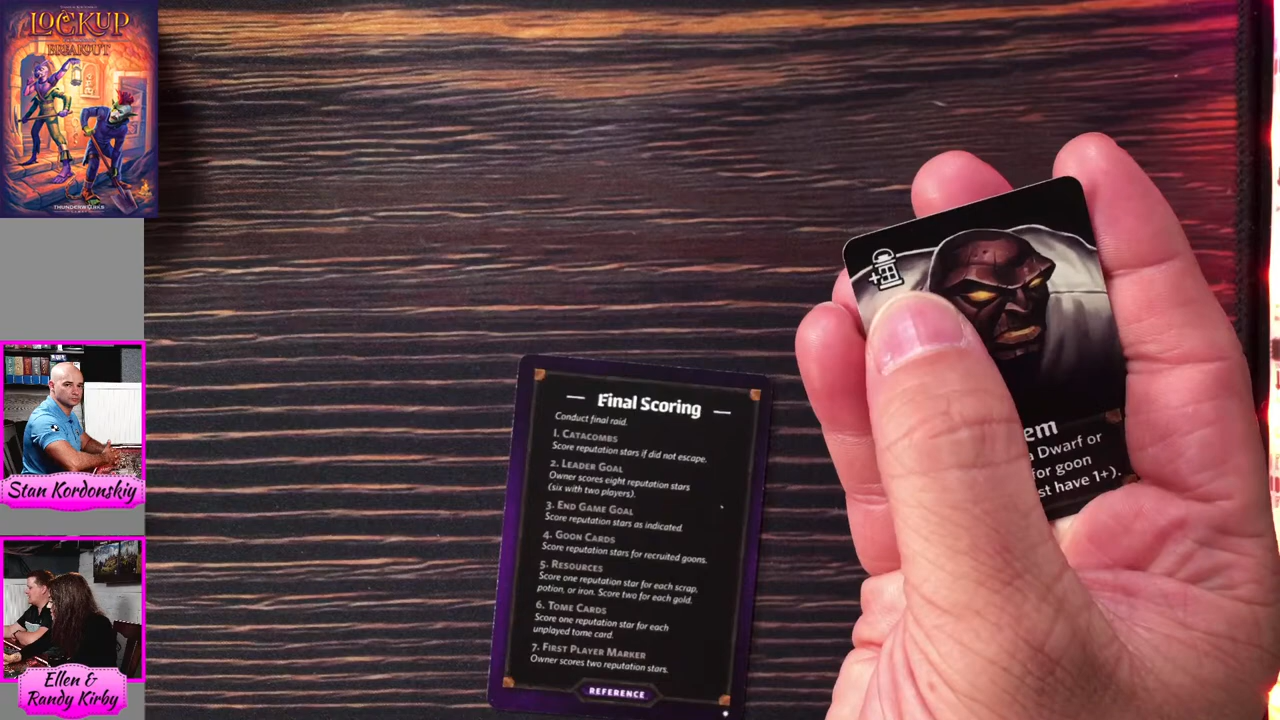 LOCKUP
BREAKOUT
THUNDERWORKS
Stan Kordonskiy
Ellen &
Randy Kirby
— Final Scoring —
Conduct final raid.
1. CATACOMBS
Score reputation stars if did not escape.
2. LEADER GOAL
Owner scores eight reputation stars
(six with two players).
3. END GAME GOAL
Score reputation stars as indicated.
4. GOON CARDS
Score reputation stars for recruited goons.
5. RESOURCES
Score one reputation star for each scrap,
potion, or iron. Score two for each gold.
6. TOME CARDS
Score one reputation star for each
unplayed tome card.
7. FIRST PLAYER MARKER
Owner scores two reputation stars.
REFERENCE
em
a Dwarf or
for goon
st have 1+).